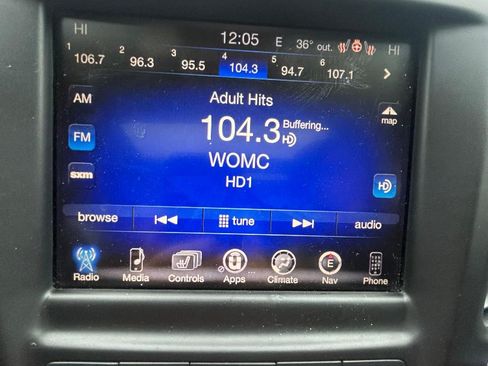 HI 12:05 E 36° out. HI
1 106.7 2 96.3 3 95.5 4 104.3 5 94.7 6 107.1
AM Adult Hits
104.3 Buffering... HD map
FM WOMC
sxm HD1 HD
browse tune audio
Radio Media Controls Apps ... Climate E Nav Phone